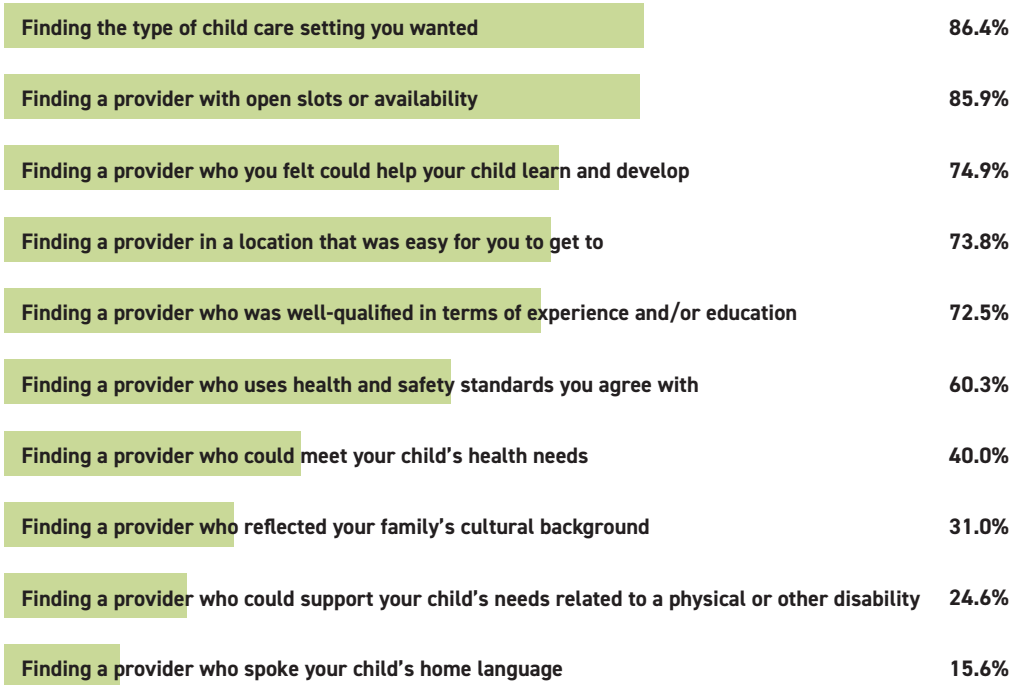 Finding the type of child care setting you wanted 86.4%
Finding a provider with open slots or availability 85.9%
Finding a provider who you felt could help your child learn and develop 74.9%
Finding a provider in a location that was easy for you to get to 73.8%
Finding a provider who was well-qualified in terms of experience and/or education 72.5%
Finding a provider who uses health and safety standards you agree with 60.3%
Finding a provider who could meet your child’s health needs 40.0%
Finding a provider who reflected your family’s cultural background 31.0%
Finding a provider who could support your child’s needs related to a physical or other disability 24.6%
Finding a provider who spoke your child’s home language 15.6%